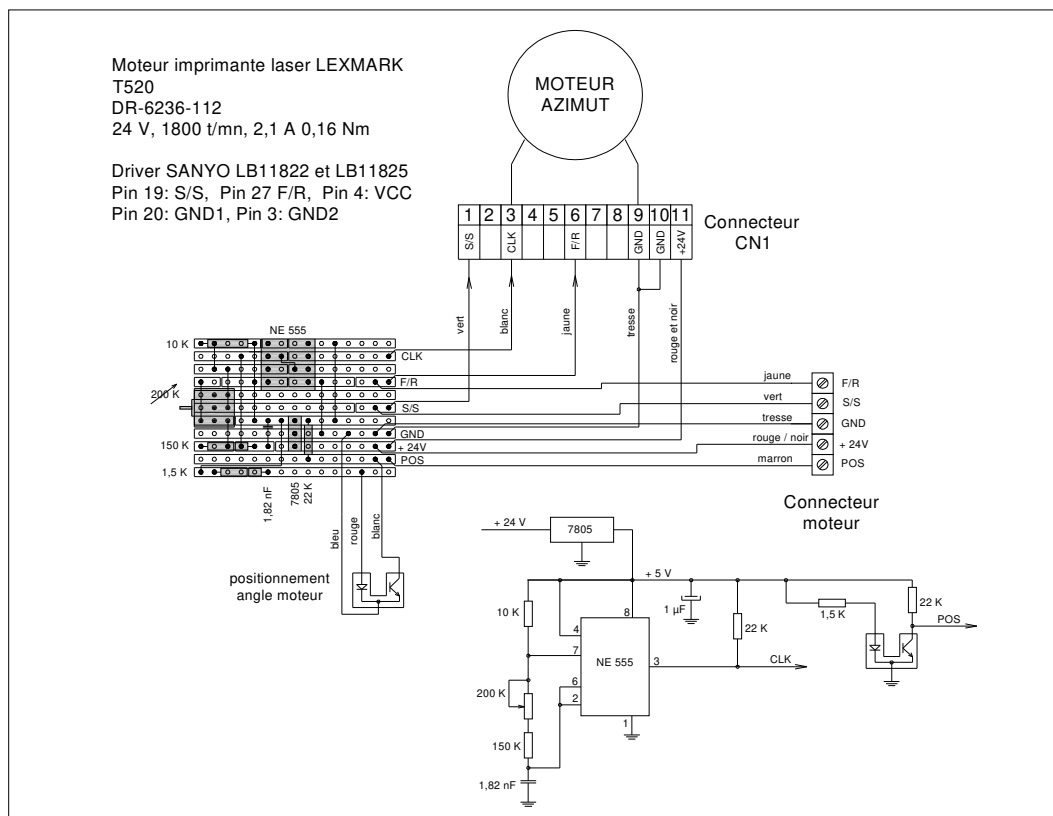 Moteur imprimante laser LEXMARK
T520
DR-6236-112
24 V, 1800 t/mn, 2,1 A 0,16 Nm
Driver SANYO LB11822 et LB11825
Pin 19: S/S, Pin 27 F/R, Pin 4: VCC
Pin 20: GND1, Pin 3: GND2
MOTEUR
AZIMUT
1 2 3 4 5 6 7 8 9 10 11
S/S CLK F/R GND GND +24V
Connecteur
CN1
vert
blanc
jaune
tresse
rouge et noir
NE 555
10 K
CLK
F/R
200 K
S/S
GND
150 K
+ 24V
POS
1,5 K
1,82 nF
7805
22 K
bleu
rouge
blanc
positionnement
angle moteur
jaune
F/R
vert
S/S
tresse
GND
rouge / noir
+ 24V
marron
POS
Connecteur
moteur
+ 24 V
7805
+ 5 V
10 K
8
1 µF
4
7
NE 555
3
22 K
CLK
1,5 K
22 K
POS
200 K
6
2
1
150 K
1,82 nF